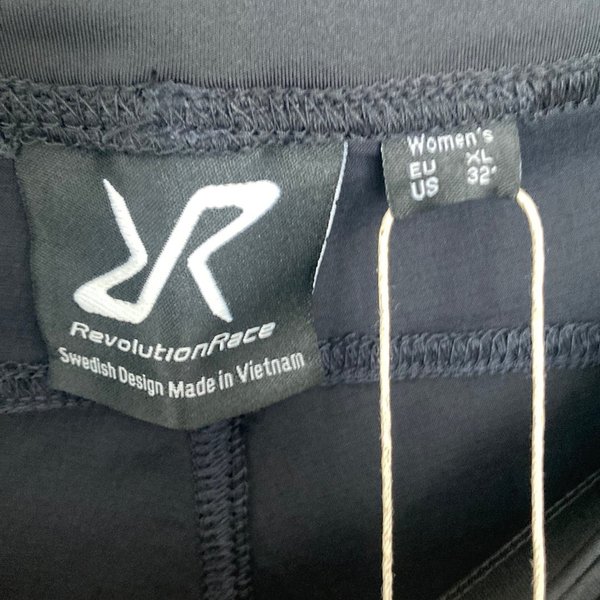 RevolutionRace
Swedish Design Made in Vietnam
Women's
EU XL
US 32"